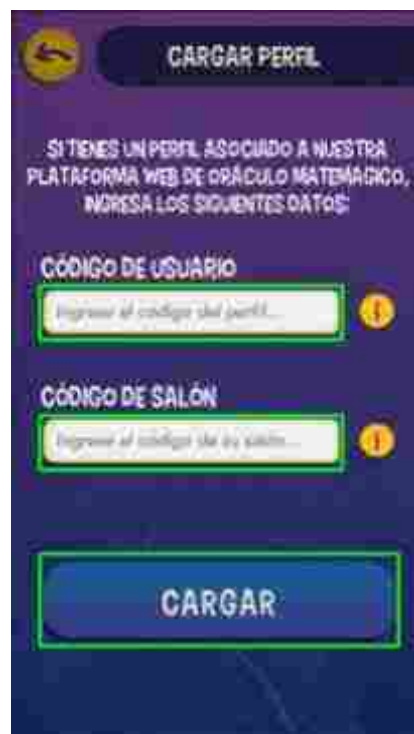 CARGAR PERFIL
SI TIENES UN PERFIL ASOCIADO A NUESTRA
PLATAFORMA WEB DE ORÁCULO MATEMÁGICO,
INGRESA LOS SIGUIENTES DATOS:
CÓDIGO DE USUARIO
Ingrese el código del perfil...
CÓDIGO DE SALÓN
Ingrese el código de su salón...
CARGAR